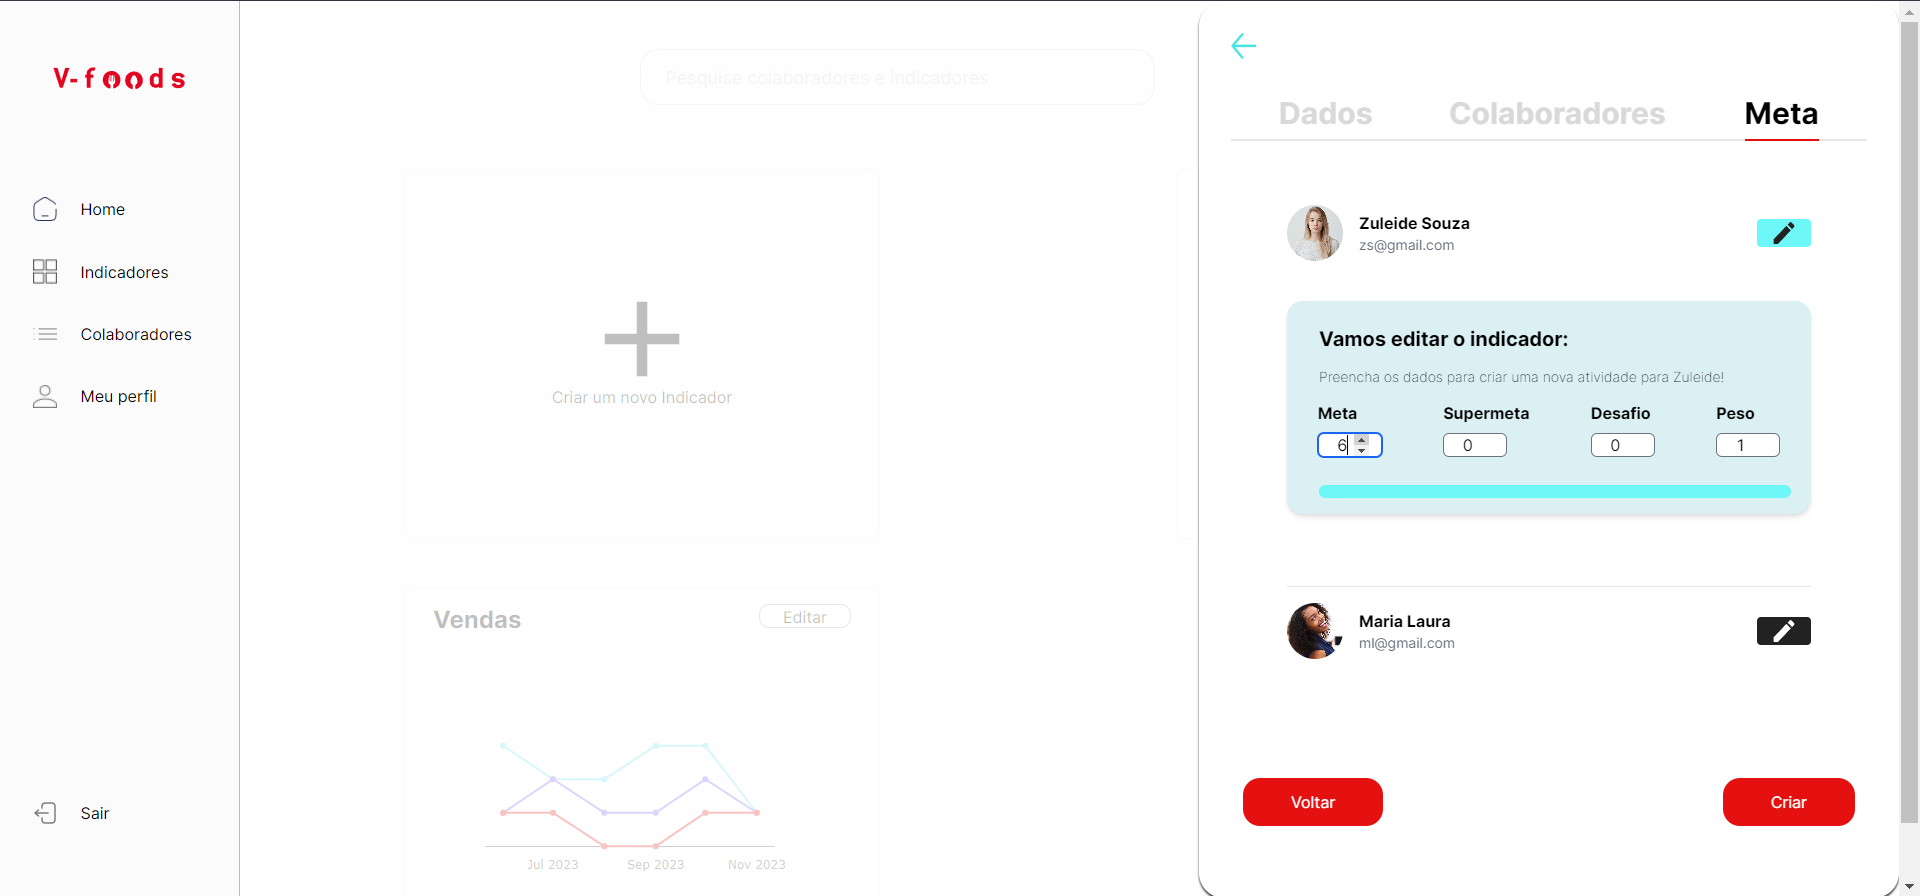 V-foods
Home
Indicadores
Colaboradores
Meu perfil
Sair
Pesquise colaboradores e indicadores
Criar um novo Indicador
Vendas
Editar
Jul 2023
Sep 2023
Nov 2023
Dados
Colaboradores
Meta
Zuleide Souza
zs@gmail.com
Vamos editar o indicador:
Preencha os dados para criar uma nova atividade para Zuleide!
Meta Supermeta Desafio Peso
6 0 0 1
Maria Laura
ml@gmail.com
Voltar
Criar